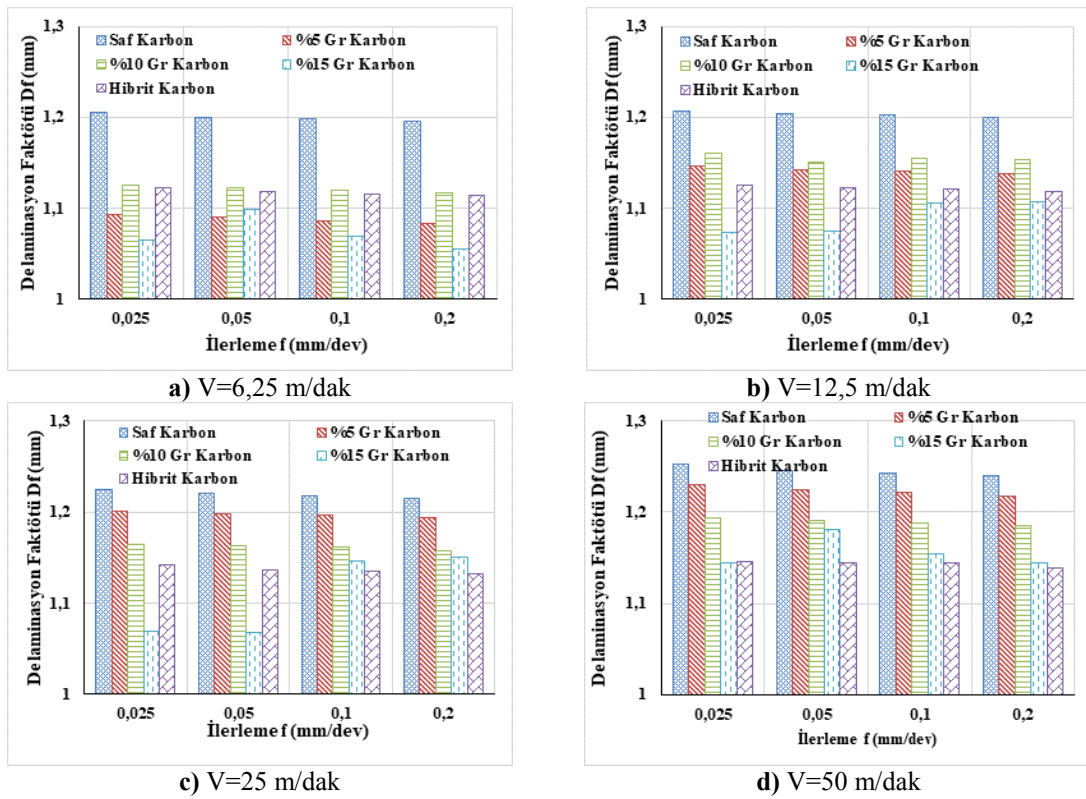 1,3
1,2
1,1
1
Delaminasyon Faktötü Df (mm)
Saf Karbon
%5 Gr Karbon
%10 Gr Karbon
%15 Gr Karbon
Hibrit Karbon
0,025 0,05 0,1 0,2
İlerleme f (mm/dev)
a) V=6,25 m/dak
1,3
1,2
1,1
1
Delaminasyon Faktötü Df (mm)
Saf Karbon
%5 Gr Karbon
%10 Gr Karbon
%15 Gr Karbon
Hibrit Karbon
0,025 0,05 0,1 0,2
İlerleme f (mm/dev)
b) V=12,5 m/dak
1,3
1,2
1,1
1
Delaminasyon Faktötü Df (mm)
Saf Karbon
%5 Gr Karbon
%10 Gr Karbon
%15 Gr Karbon
Hibrit Karbon
0,025 0,05 0,1 0,2
İlerleme f (mm/dev)
c) V=25 m/dak
1,3
1,2
1,1
1
Delaminasyon Faktötü Df (mm)
Saf Karbon
%5 Gr Karbon
%10 Gr Karbon
%15 Gr Karbon
Hibrit Karbon
0,025 0,05 0,1 0,2
İlerleme f (mm/dev)
d) V=50 m/dak